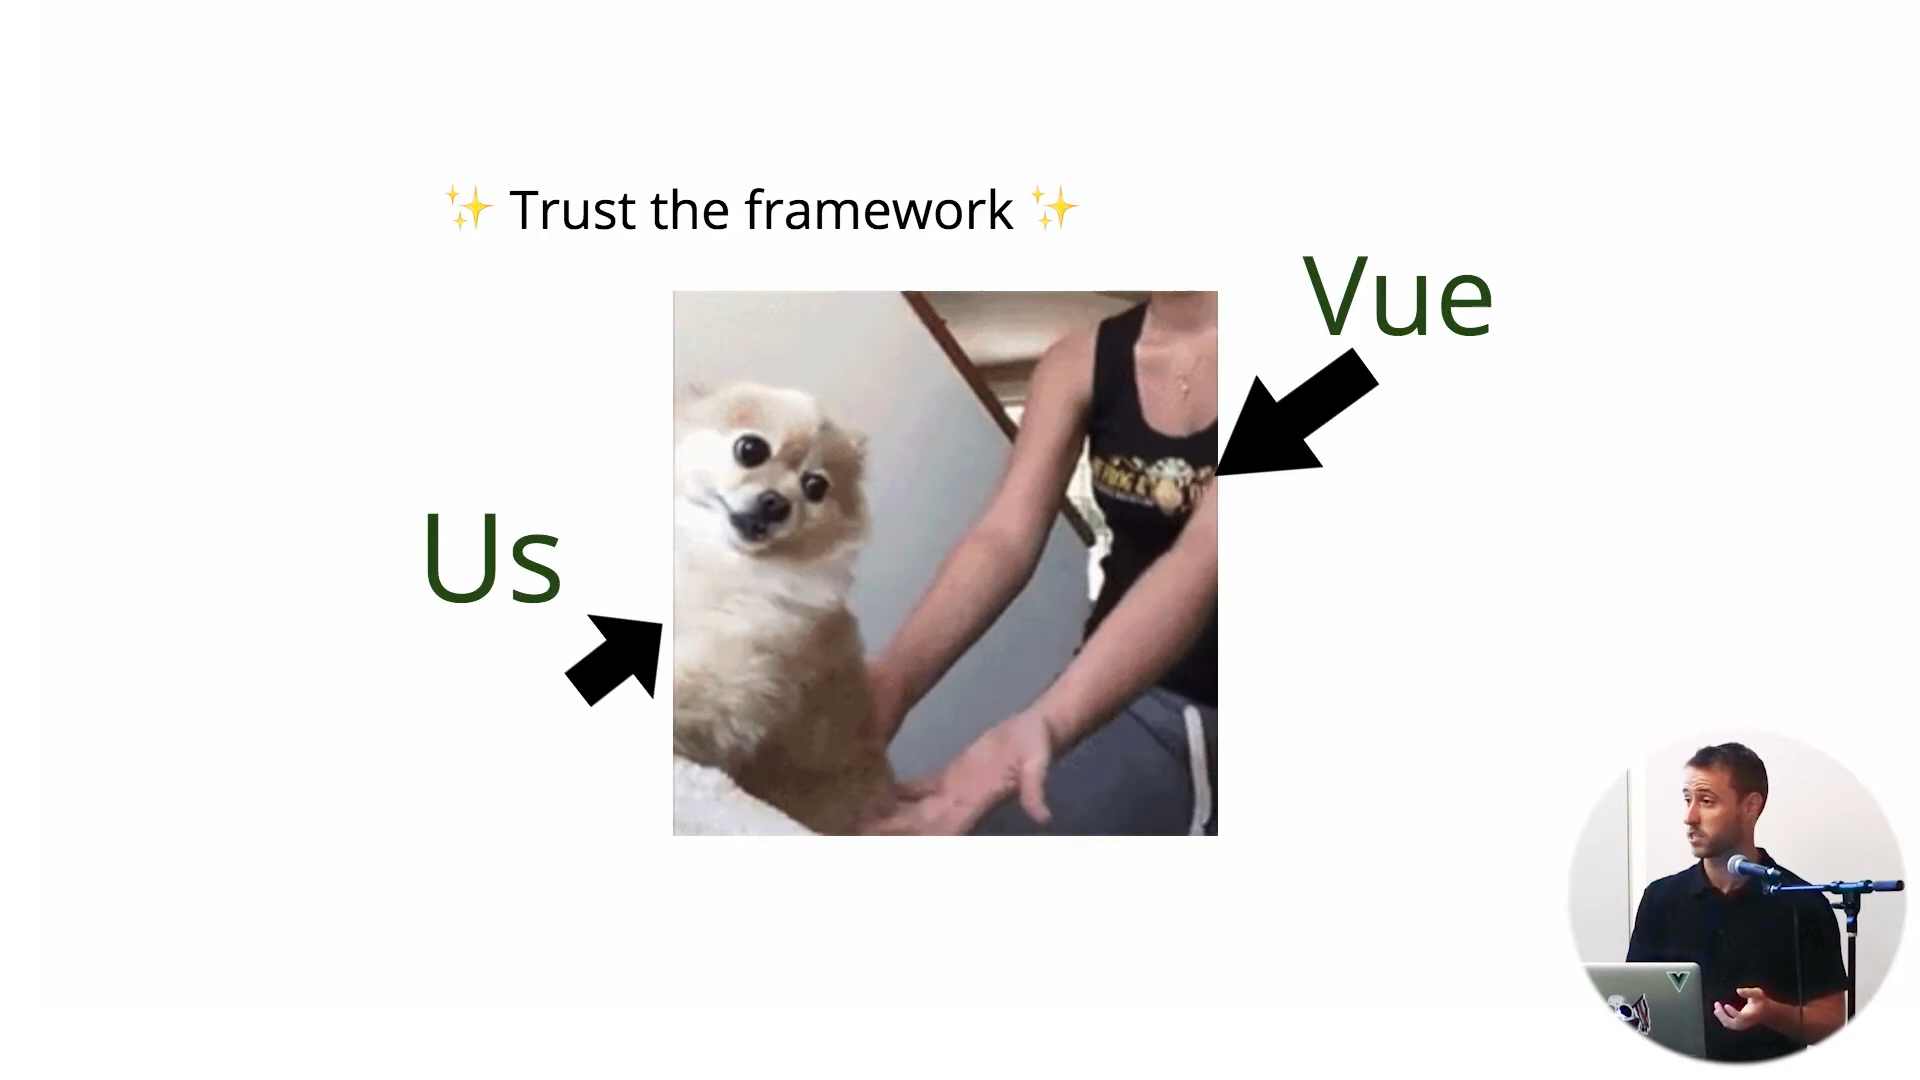 ✨ Trust the framework ✨
Vue
Us